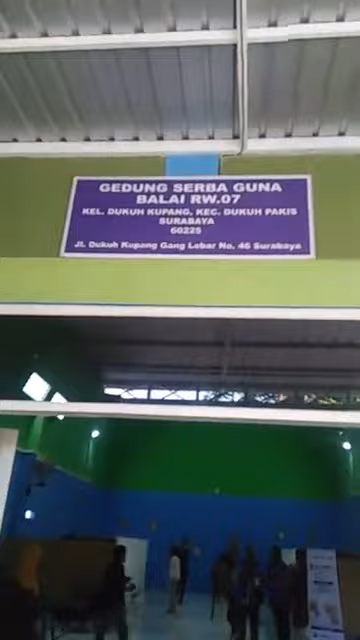 GEDUNG SERBA GUNA
BALAI RW.07
KEL. DUKUH KUPANG, KEC. DUKUH PAKIS
SURABAYA
60225
Jl. Dukuh Kupang Gang Lebar No. 46 Surabaya